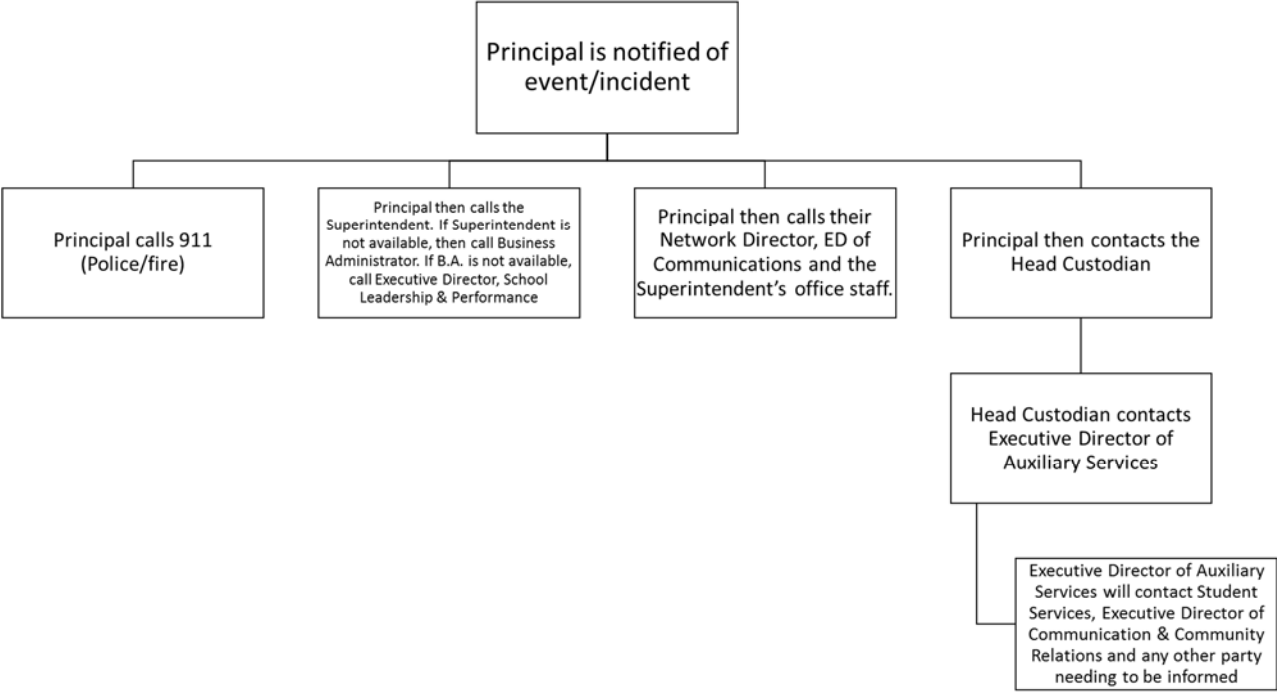 Principal is notified of
event/incident
Principal calls 911
(Police/fire)
Principal then calls the
Superintendent. If Superintendent is
not available, then call Business
Administrator. If B.A. is not available,
call Executive Director, School
Leadership & Performance
Principal then calls their
Network Director, ED of
Communications and the
Superintendent's office staff.
Principal then contacts the
Head Custodian
Head Custodian contacts
Executive Director of
Auxiliary Services
Executive Director of Auxiliary
Services will contact Student
Services, Executive Director of
Communication & Community
Relations and any other party
needing to be informed